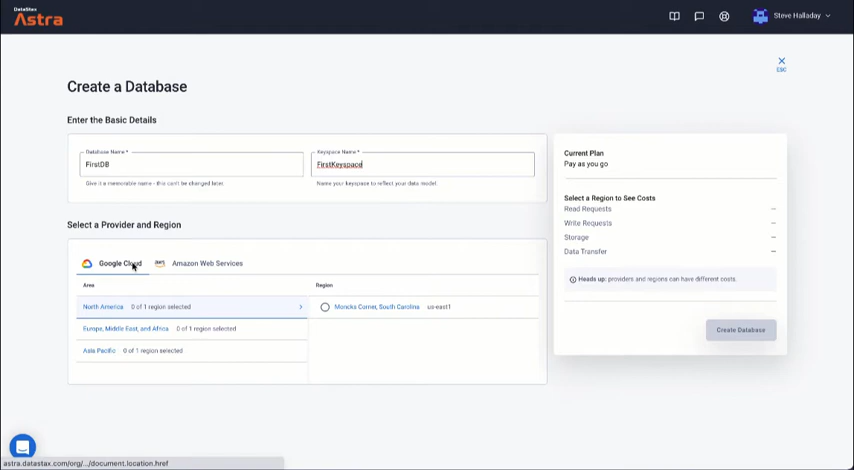 DataStax
Astra
Steve Halladay
ESC
Create a Database
Enter the Basic Details
Database Name *
FirstDB
Give it a memorable name - this can't be changed later.
Keyspace Name *
FirstKeyspace
Name your keyspace to reflect your data model.
Select a Provider and Region
Google Cloud
aws
Amazon Web Services
Area
Region
North America 0 of 1 region selected
Moncks Corner, South Carolina us-east1
Europe, Middle East, and Africa 0 of 1 region selected
Asia Pacific 0 of 1 region selected
Current Plan
Pay as you go
Select a Region to See Costs
Read Requests --
Write Requests --
Storage --
Data Transfer --
Heads up: providers and regions can have different costs.
Create Database
astra.datastax.com/org/.../document.location.href